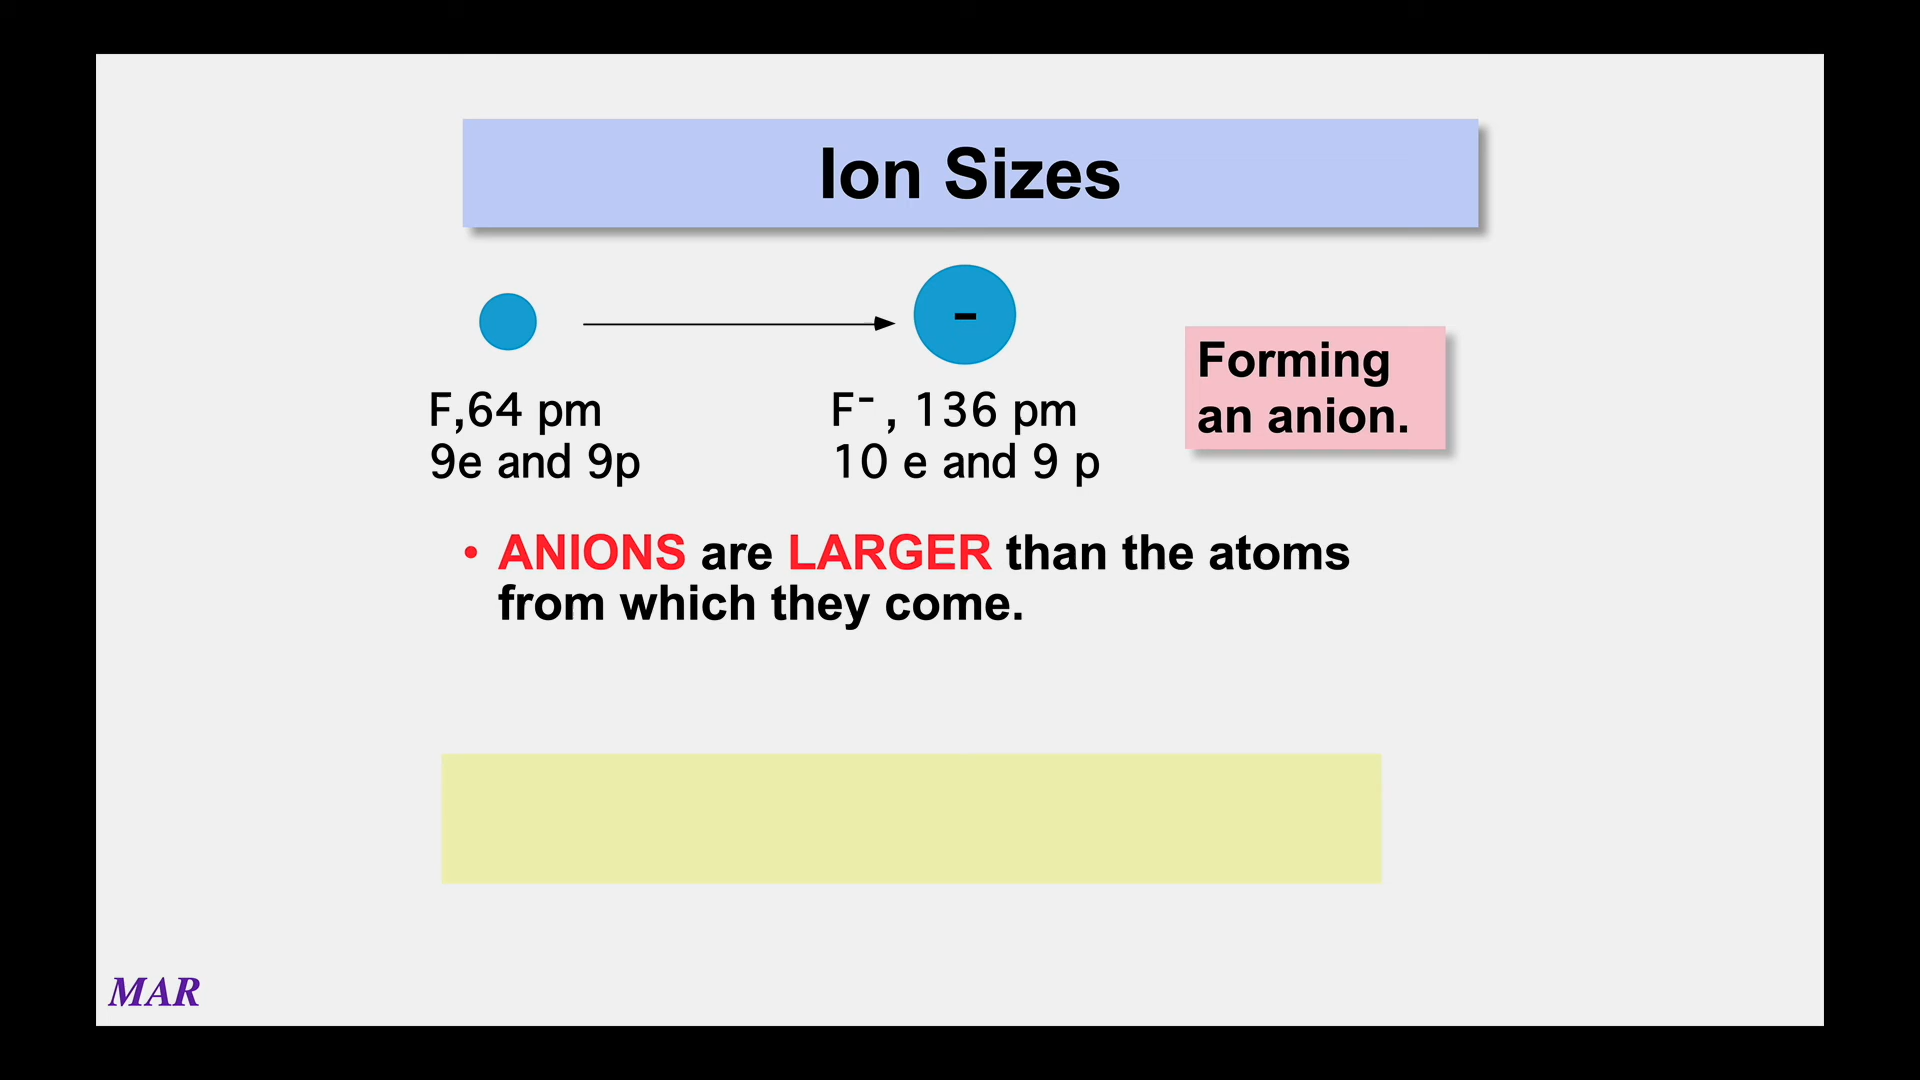 Ion Sizes
-
F,64 pm
9e and 9p
F⁻ , 136 pm
10 e and 9 p
Forming
an anion.
• ANIONS are LARGER than the atoms
from which they come.
MAR